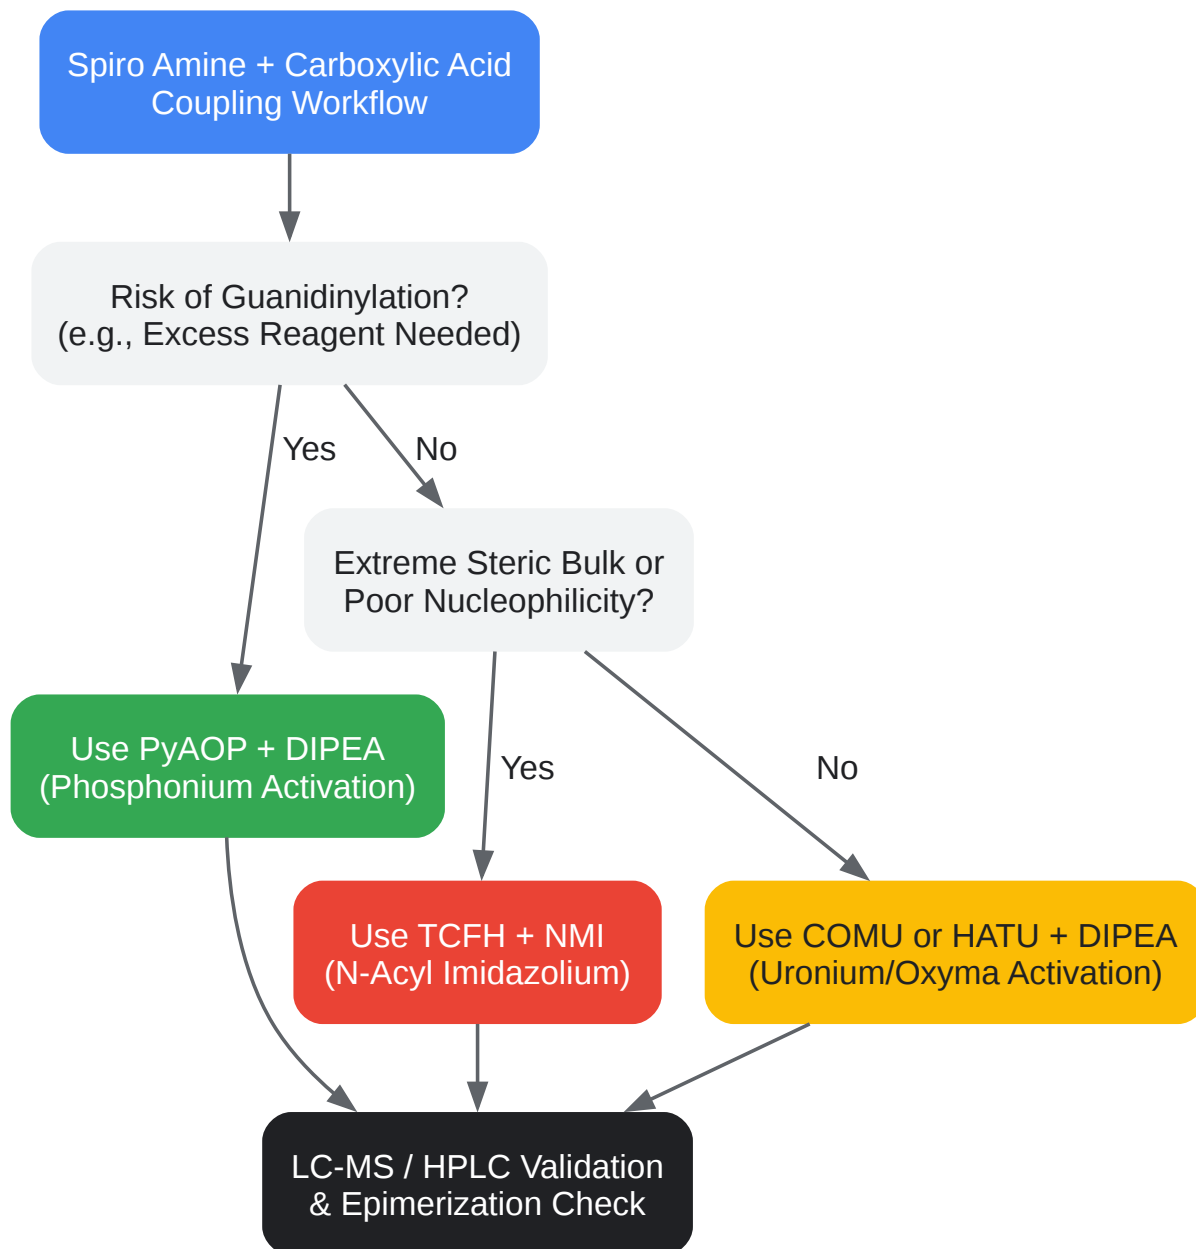 Spiro Amine + Carboxylic Acid
Coupling Workflow
Risk of Guanidinylation?
(e.g., Excess Reagent Needed)
Yes
No
Extreme Steric Bulk or
Poor Nucleophilicity?
Use PyAOP + DIPEA
(Phosphonium Activation)
Yes
No
Use TCFH + NMI
(N-Acyl Imidazolium)
Use COMU or HATU + DIPEA
(Uronium/Oxyma Activation)
LC-MS / HPLC Validation
& Epimerization Check